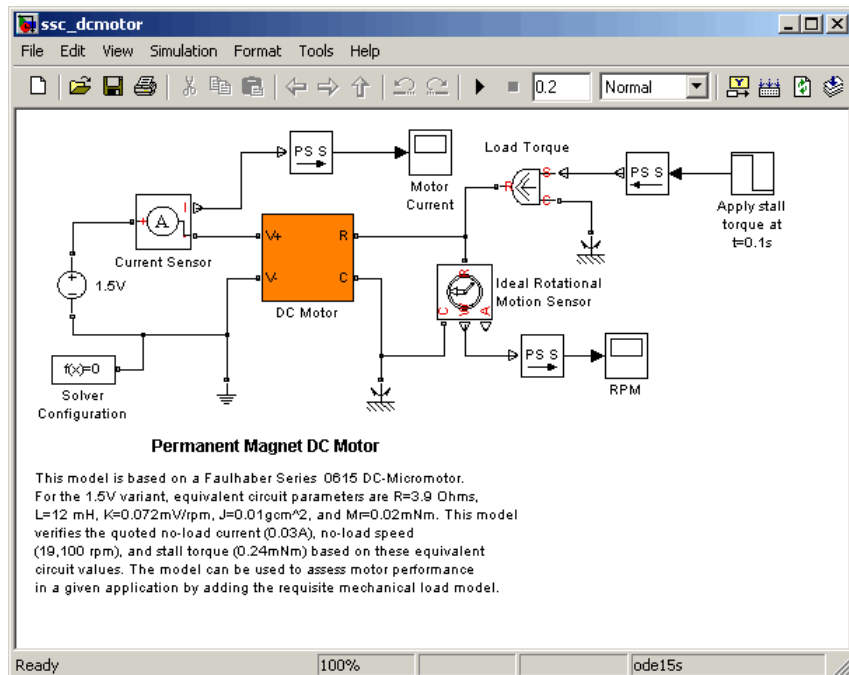 ssc_dcmotor
File Edit View Simulation Format Tools Help
0.2 Normal
PS S
Motor
Current
Load Torque
R
S
C
PS S
Apply stall
torque at
t=0.1s
A
+
I
-
Current Sensor
1.5V
V+
V-
R
C
DC Motor
R
C
W
A
Ideal Rotational
Motion Sensor
PS S
RPM
f(x)=0
Solver
Configuration
Permanent Magnet DC Motor
This model is based on a Faulhaber Series 0615 DC-Micromotor.
For the 1.5V variant, equivalent circuit parameters are R=3.9 Ohms,
L=12 mH, K=0.072mV/rpm, J=0.01gcm^2, and Mr=0.02mNm. This model
verifies the quoted no-load current (0.03A), no-load speed
(19,100 rpm), and stall torque (0.24mNm) based on these equivalent
circuit values. The model can be used to assess motor performance
in a given application by adding the requisite mechanical load model.
Ready 100% ode15s